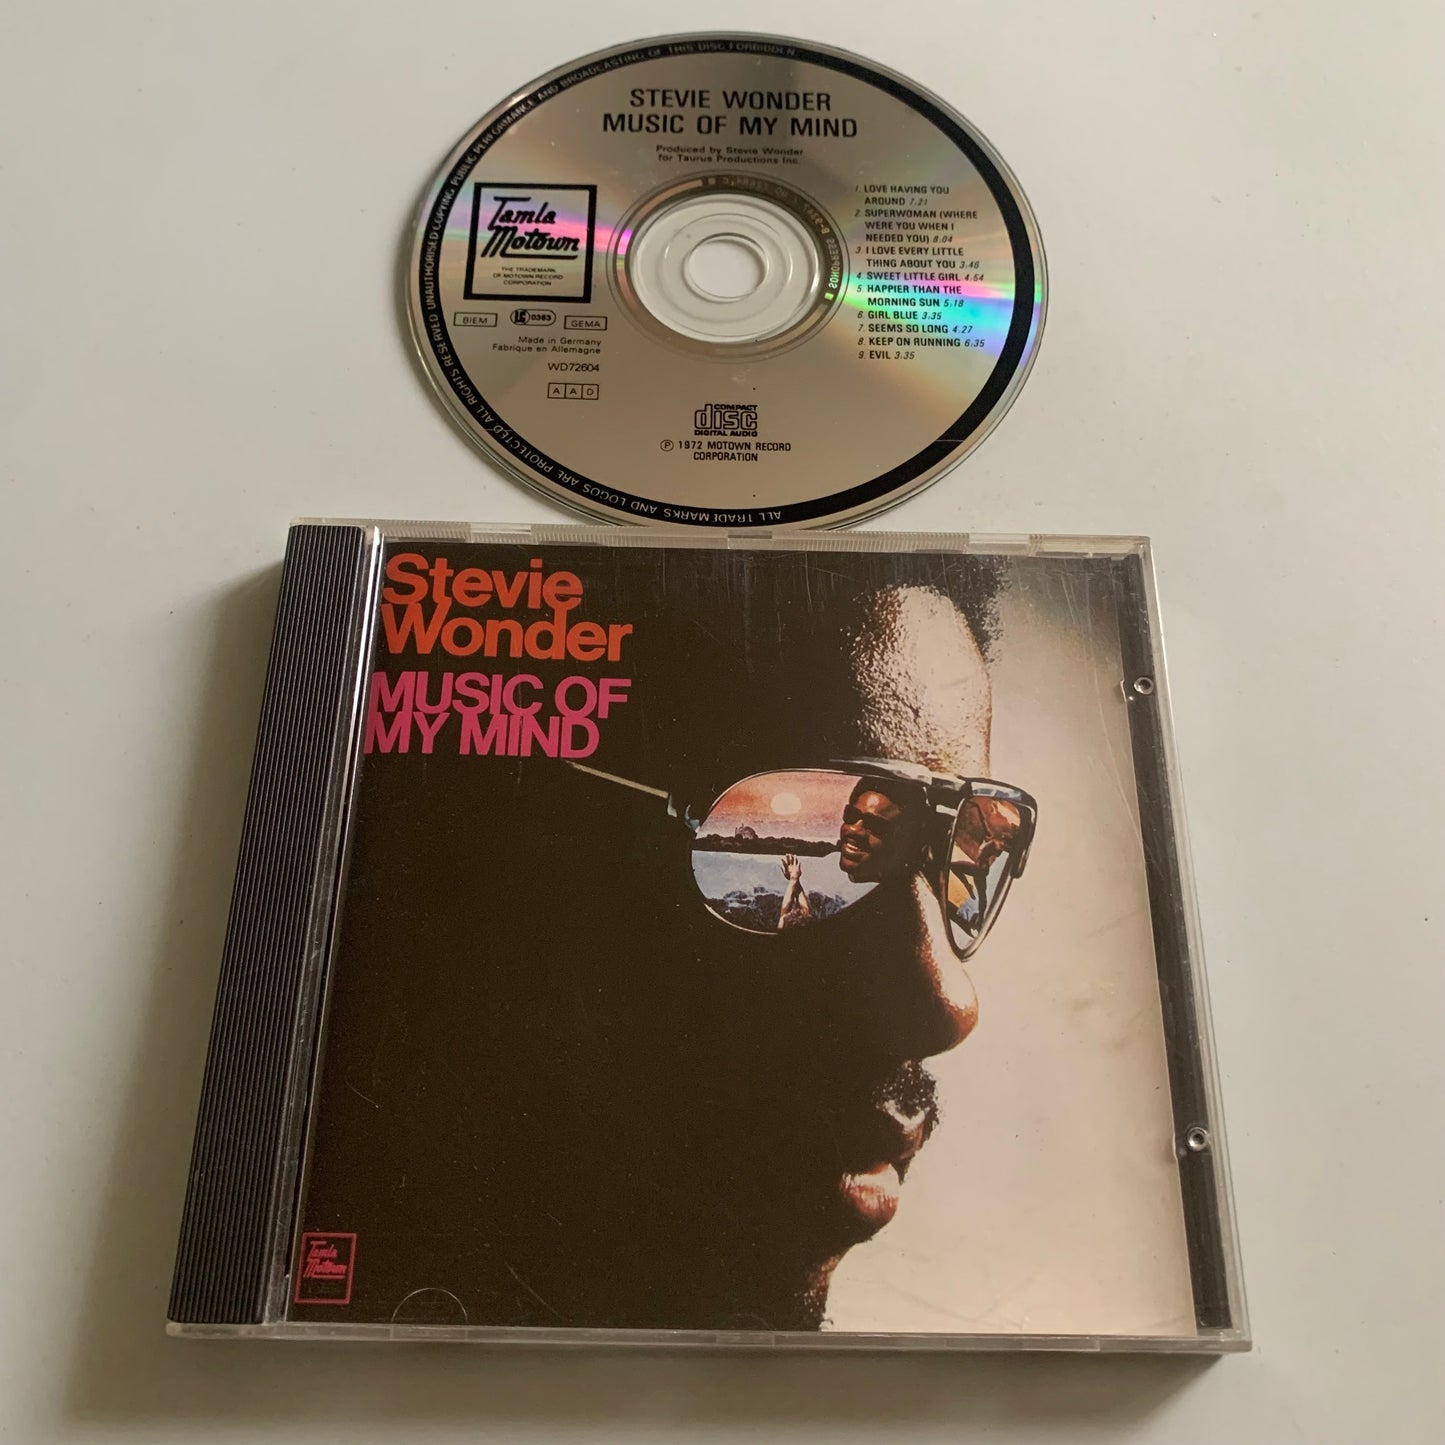 ALL RIGHTS RESERVED UNAUTHORISED COPYING PUBLIC PERFORMANCE AND BROADCASTING OF THIS DISC FORBIDDEN.
STEVIE WONDER
MUSIC OF MY MIND
Produced by Stevie Wonder
for Taurus Productions Inc.
Tamla
Motown
THE TRADEMARK
OF MOTOWN RECORD
CORPORATION
BIEM
LC 0363
GEMA
Made in Germany
Fabrique en Allemagne
WD72604
A A D
1. LOVE HAVING YOU
AROUND 7.21
2. SUPERWOMAN (WHERE
WERE YOU WHEN I
NEEDED YOU) 8.04
3. I LOVE EVERY LITTLE
THING ABOUT YOU 3.46
4. SWEET LITTLE GIRL 4.54
5. HAPPIER THAN THE
MORNING SUN 5.18
6. GIRL BLUE 3.35
7. SEEMS SO LONG 4.27
8. KEEP ON RUNNING 6.35
9. EVIL 3.35
SONOPRESS
COMPACT
disc
DIGITAL AUDIO
℗ 1972 MOTOWN RECORD
CORPORATION
ALL TRADEMARKS AND LOGOS ARE PROTECTED
Stevie
Wonder
MUSIC OF
MY MIND
Tamla
Motown